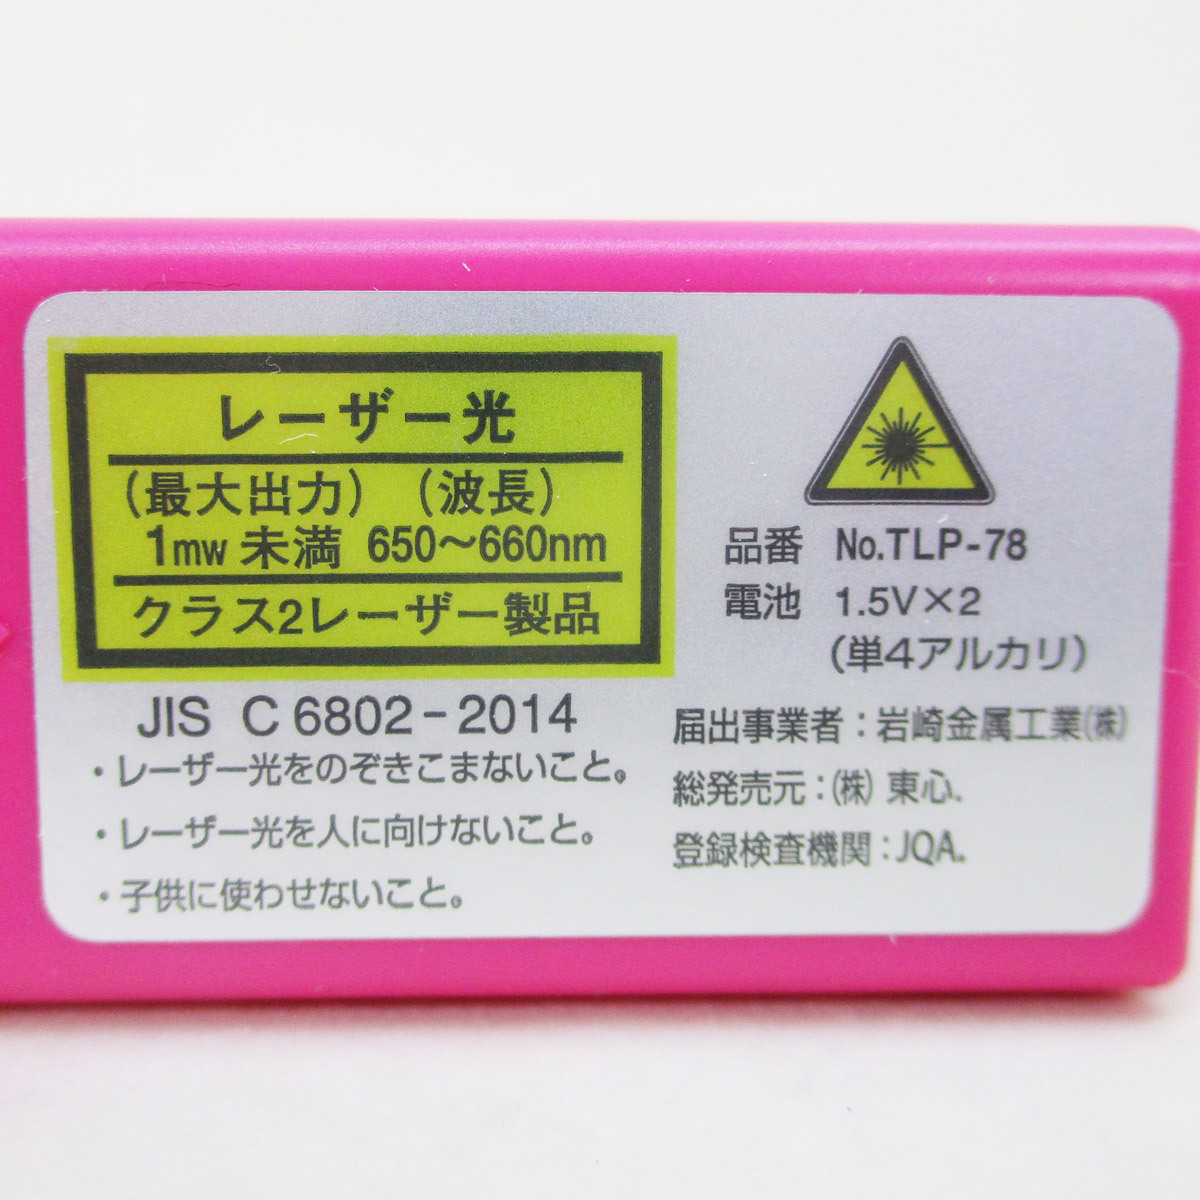 レーザー光
(最大出力) (波長)
1mw 未満 650〜660nm
クラス2レーザー製品
JIS C 6802-2014
・レーザー光をのぞきこまないこと。
・レーザー光を人に向けないこと。
・子供に使わせないこと。
品番 No.TLP-78
電池 1.5V×2
(単4アルカリ)
届出事業者:岩崎金属工業㈱
総発売元:㈱ 東心.
登録検査機関:JQA.